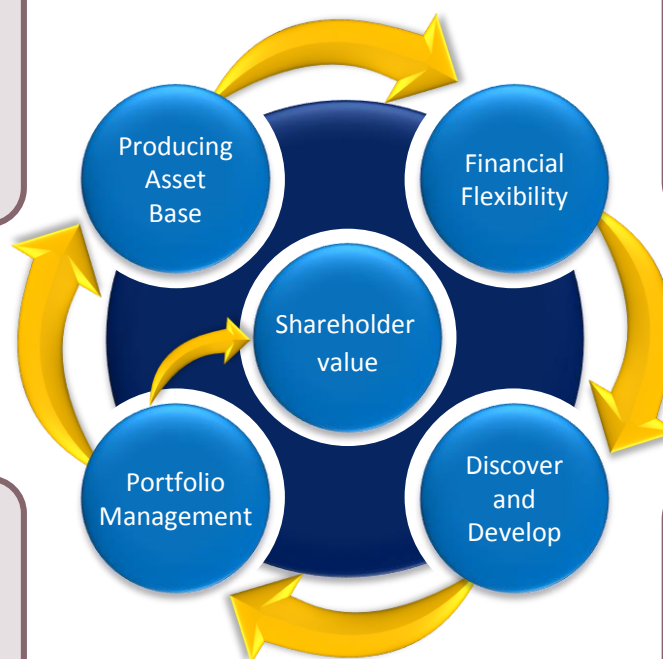 Producing
Asset
Base
Financial
Flexibility
Shareholder
value
Portfolio
Management
Discover
and
Develop